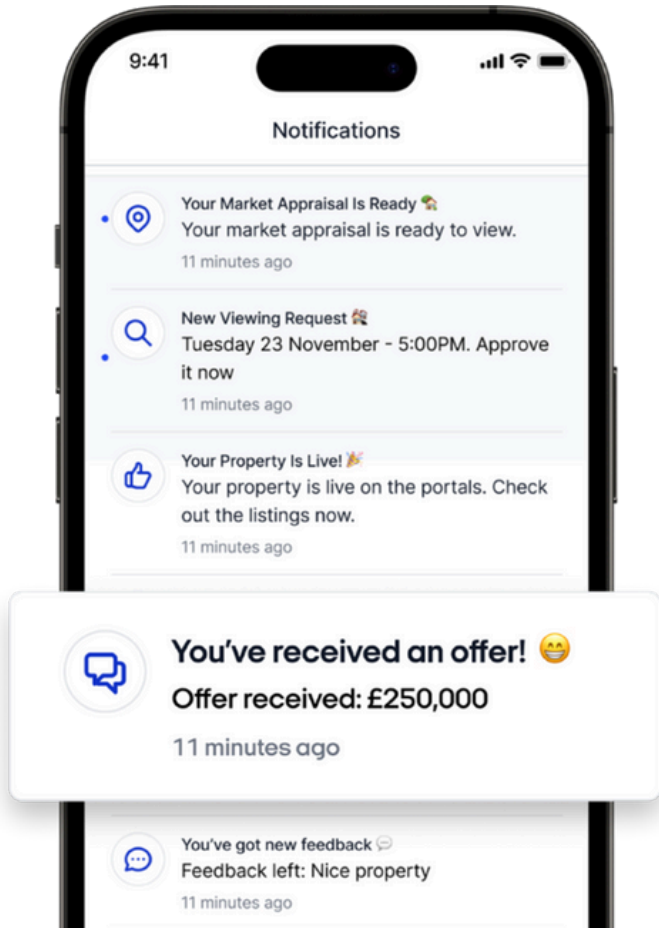 9:41
Notifications
Your Market Appraisal Is Ready 🏡
Your market appraisal is ready to view.
11 minutes ago
New Viewing Request
Tuesday 23 November - 5:00PM. Approve
it now
11 minutes ago
Your Property Is Live! 🎉
Your property is live on the portals. Check
out the listings now.
11 minutes ago
You've received an offer! 😁
Offer received: £250,000
11 minutes ago
You've got new feedback 💬
Feedback left: Nice property
11 minutes ago